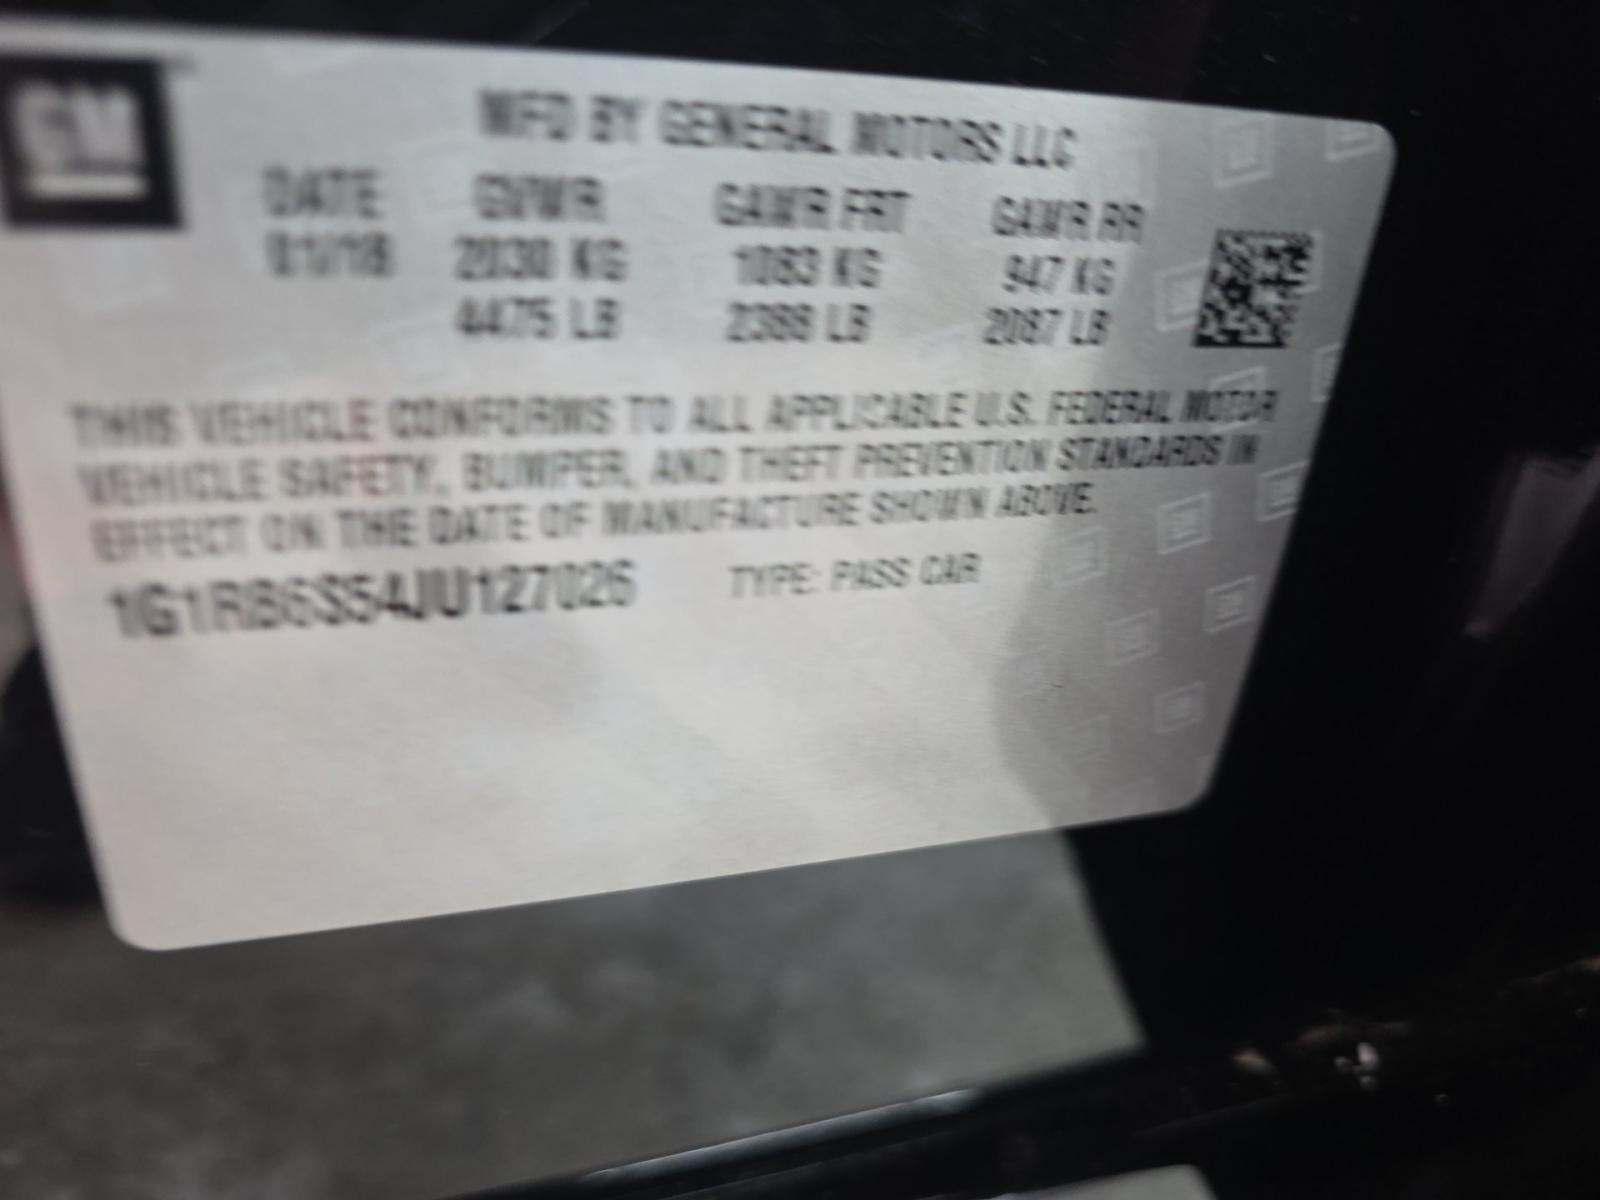 GM
MFD BY GENERAL MOTORS LLC
DATE GVWR GAWR FRT GAWR RR
01/18 2030 KG 1083 KG 947 KG
4475 LB 2388 LB 2087 LB
THIS VEHICLE CONFORMS TO ALL APPLICABLE U.S. FEDERAL MOTOR
VEHICLE SAFETY, BUMPER, AND THEFT PREVENTION STANDARDS IN
EFFECT ON THE DATE OF MANUFACTURE SHOWN ABOVE.
1G1RB6S54JU127026 TYPE: PASS CAR